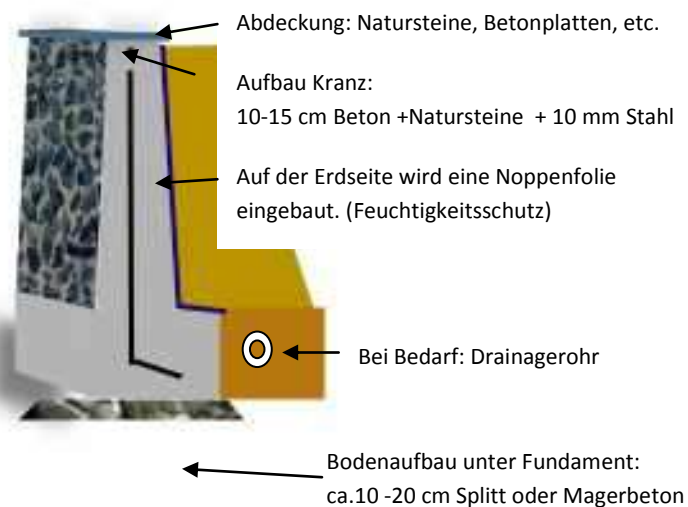 Abdeckung: Natursteine, Betonplatten, etc.
Aufbau Kranz:
10-15 cm Beton +Natursteine + 10 mm Stahl
Auf der Erdseite wird eine Noppenfolie
eingebaut. (Feuchtigkeitsschutz)
Bei Bedarf: Drainagerohr
Bodenaufbau unter Fundament:
ca.10 -20 cm Splitt oder Magerbeton